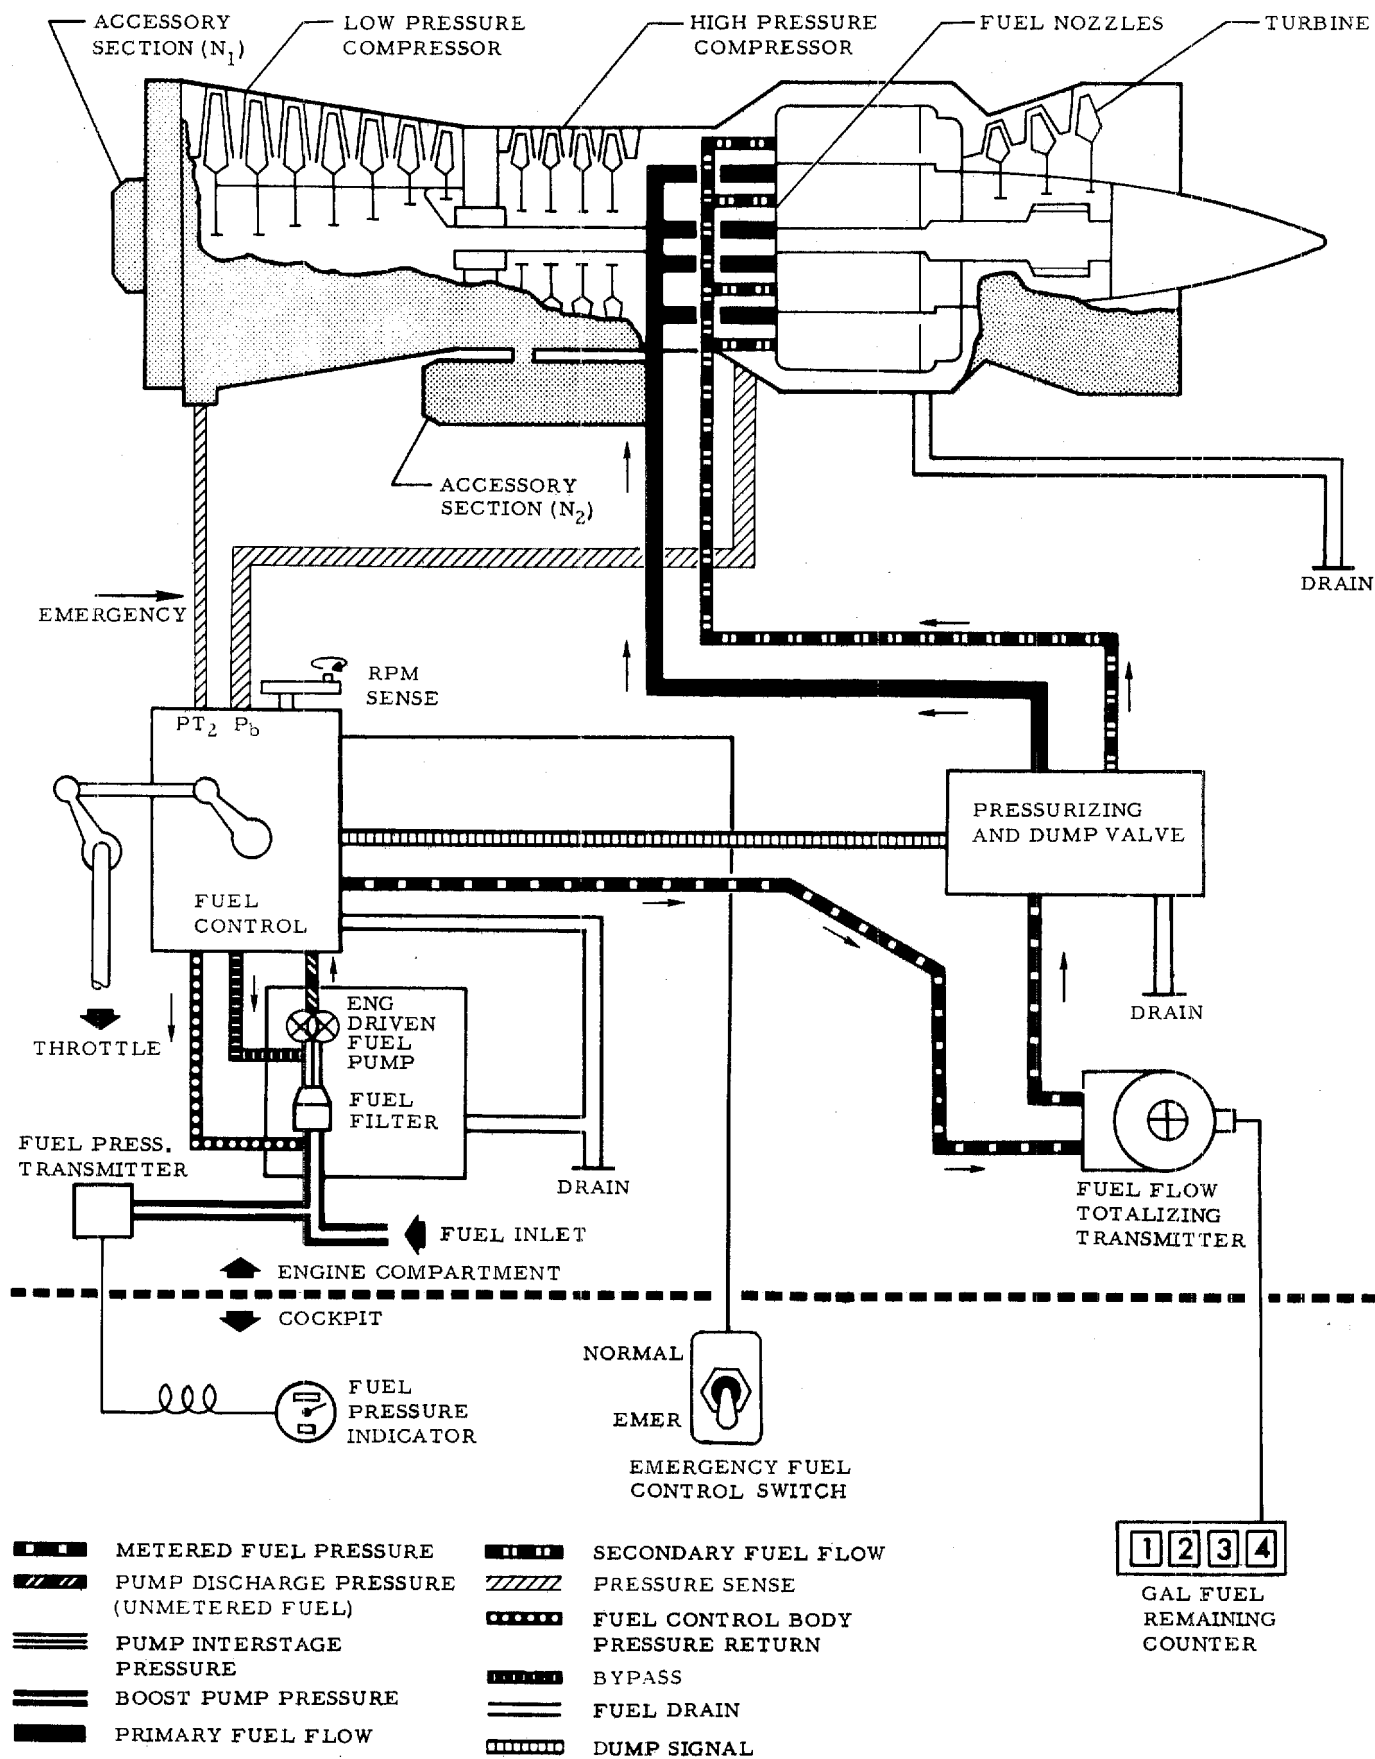 ACCESSORY
SECTION (N1)
LOW PRESSURE
COMPRESSOR
HIGH PRESSURE
COMPRESSOR
FUEL NOZZLES
TURBINE
ACCESSORY
SECTION (N2)
DRAIN
EMERGENCY
RPM
SENSE
PT2 Pb
PRESSURIZING
AND DUMP VALVE
FUEL
CONTROL
ENG
DRIVEN
FUEL
PUMP
DRAIN
THROTTLE
FUEL
FILTER
FUEL PRESS.
TRANSMITTER
DRAIN
FUEL FLOW
TOTALIZING
TRANSMITTER
FUEL INLET
ENGINE COMPARTMENT
COCKPIT
NORMAL
EMER
FUEL
PRESSURE
INDICATOR
EMERGENCY FUEL
CONTROL SWITCH
1 2 3 4
GAL FUEL
REMAINING
COUNTER
METERED FUEL PRESSURE
PUMP DISCHARGE PRESSURE
(UNMETERED FUEL)
PUMP INTERSTAGE
PRESSURE
BOOST PUMP PRESSURE
PRIMARY FUEL FLOW
SECONDARY FUEL FLOW
PRESSURE SENSE
FUEL CONTROL BODY
PRESSURE RETURN
BYPASS
FUEL DRAIN
DUMP SIGNAL